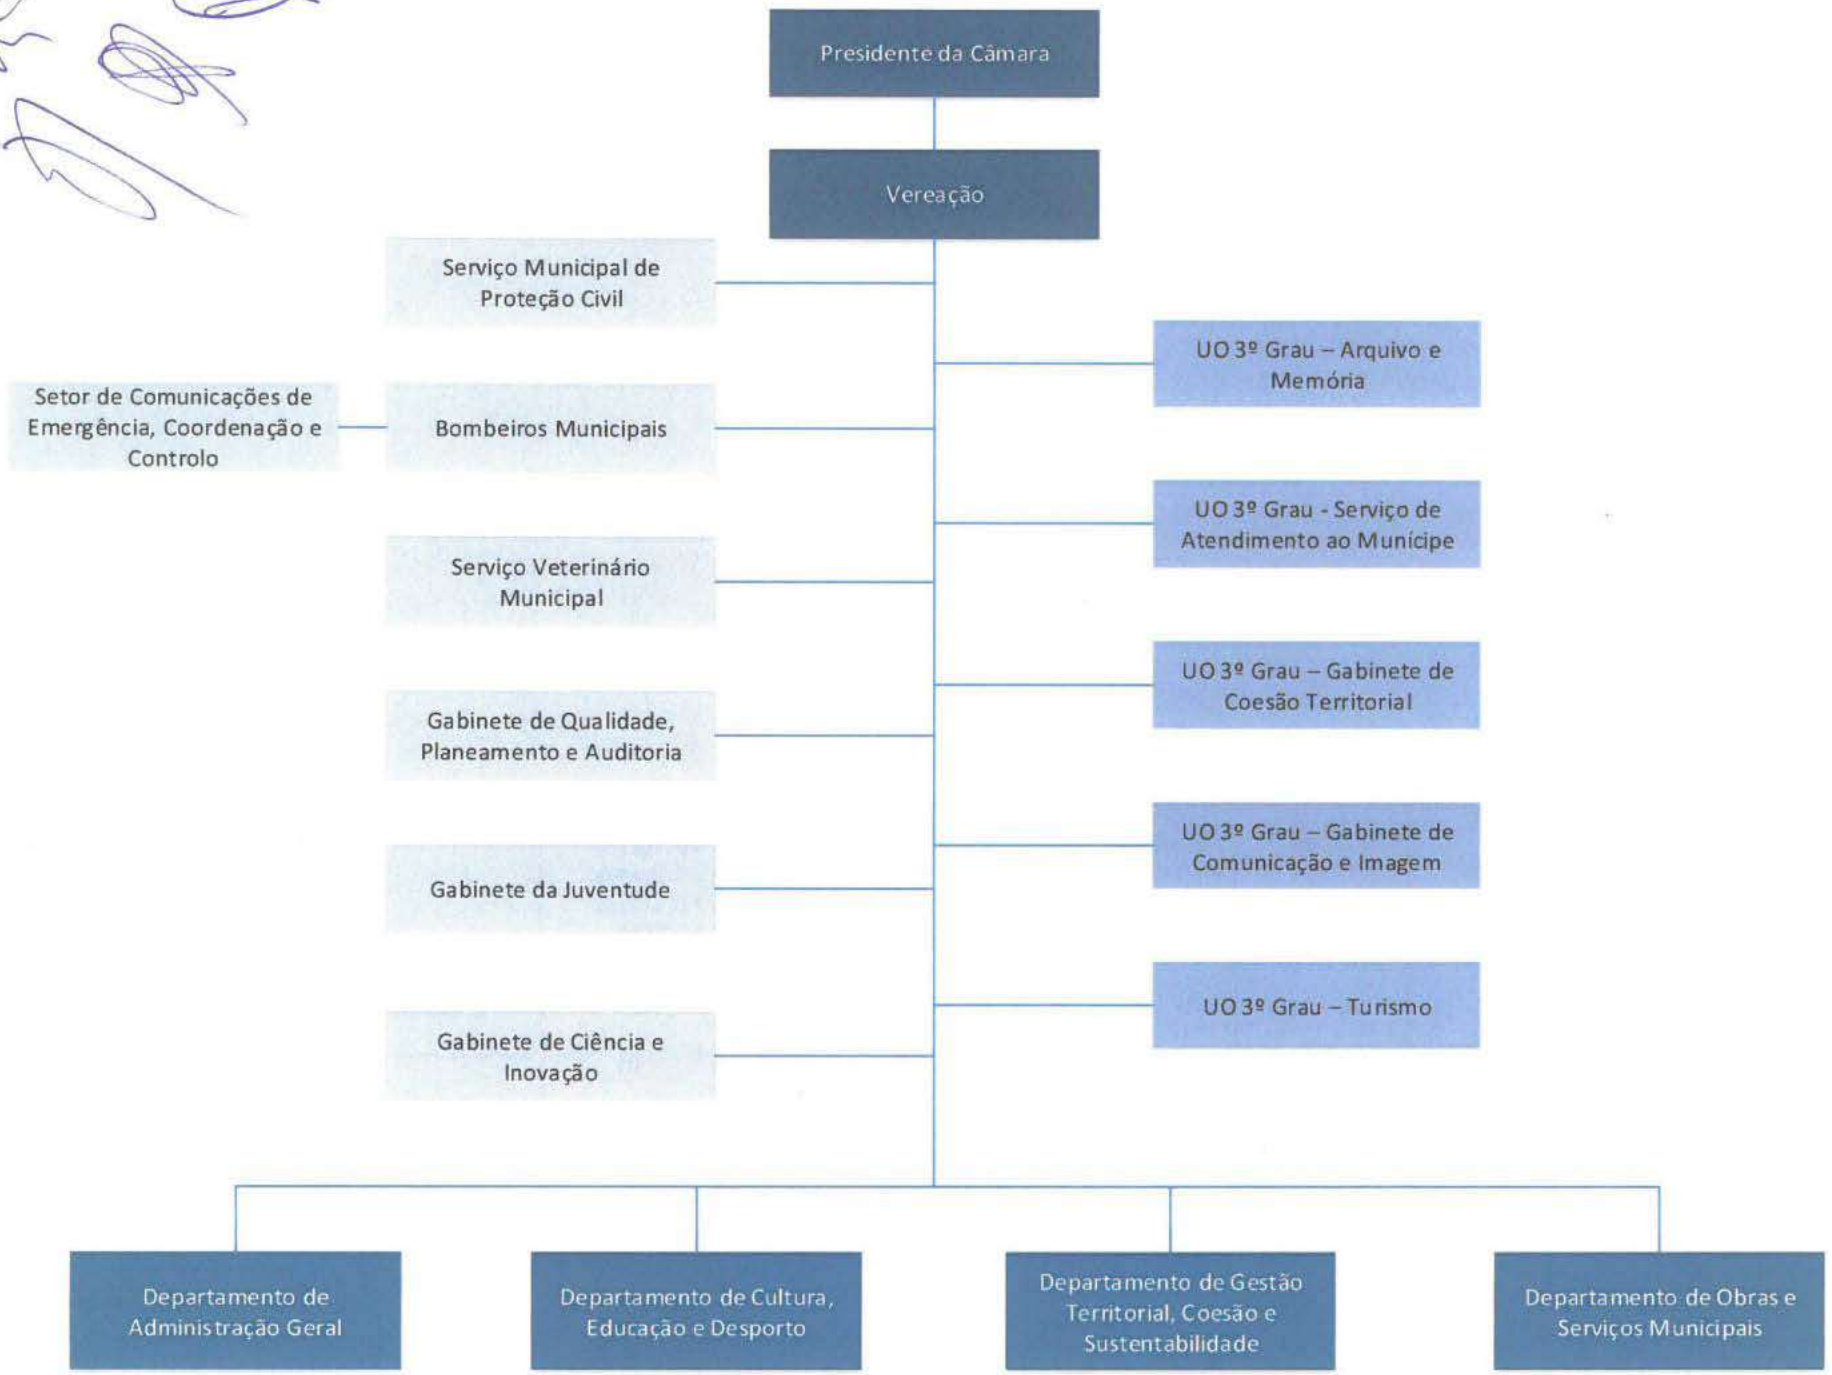 Presidente da Câmara
Vereação
Serviço Municipal de
Proteção Civil
UO 3º Grau – Arquivo e
Memória
Setor de Comunicações de
Emergência, Coordenação e
Controlo
Bombeiros Municipais
UO 3º Grau - Serviço de
Atendimento ao Munícipe
Serviço Veterinário
Municipal
UO 3º Grau – Gabinete de
Coesão Territorial
Gabinete de Qualidade,
Planeamento e Auditoria
UO 3º Grau – Gabinete de
Comunicação e Imagem
Gabinete da Juventude
UO 3º Grau – Turismo
Gabinete de Ciência e
Inovação
Departamento de
Administração Geral
Departamento de Cultura,
Educação e Desporto
Departamento de Gestão
Territorial, Coesão e
Sustentabilidade
Departamento de Obras e
Serviços Municipais